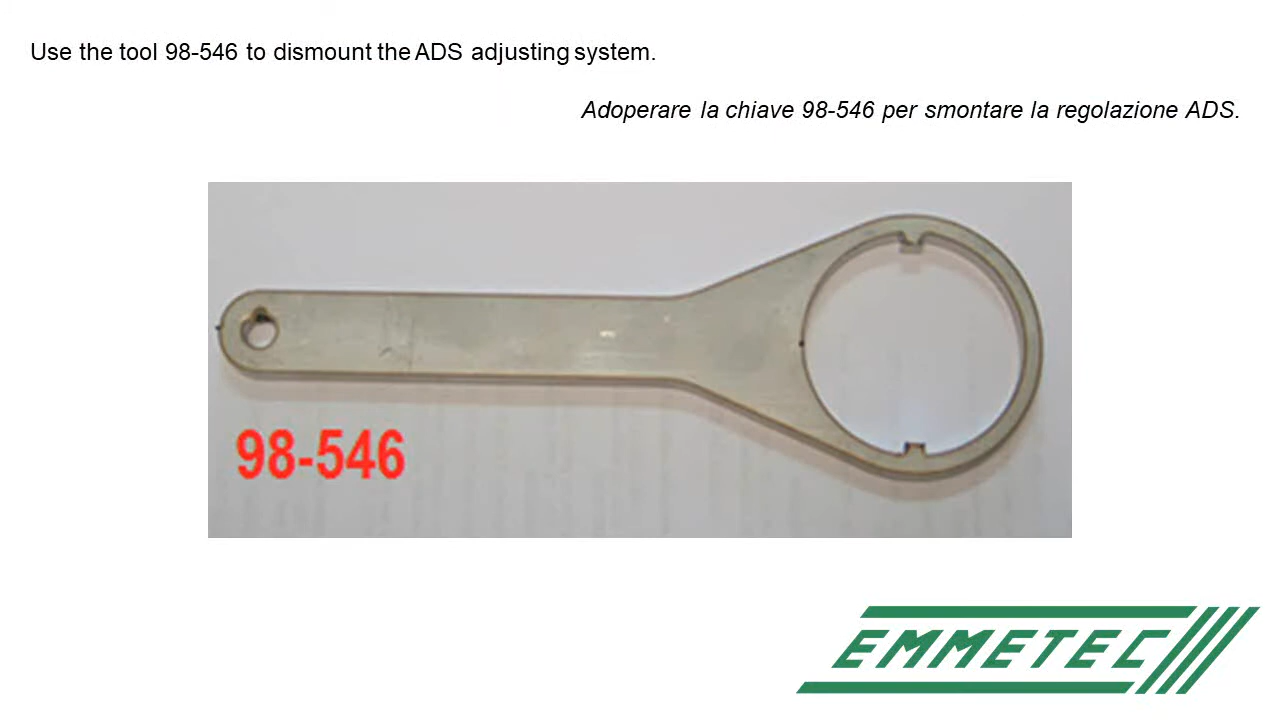 Use the tool 98-546 to dismount the ADS adjusting system.
Adoperare la chiave 98-546 per smontare la regolazione ADS.
98-546
EMMETEC